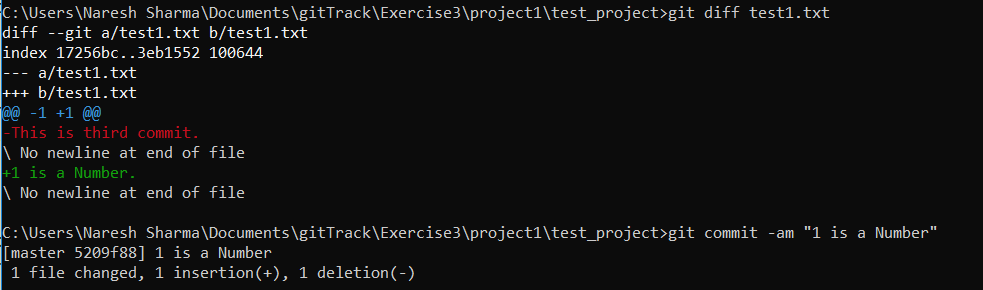 C:\Users\Naresh Sharma\Documents\gitTrack\Exercise3\project1\test_project>git diff test1.txt
diff --git a/test1.txt b/test1.txt
index 17256bc..3eb1552 100644
--- a/test1.txt
+++ b/test1.txt
@@ -1 +1 @@
-This is third commit.
\ No newline at end of file
+1 is a Number.
\ No newline at end of file
C:\Users\Naresh Sharma\Documents\gitTrack\Exercise3\project1\test_project>git commit -am "1 is a Number"
[master 5209f88] 1 is a Number
 1 file changed, 1 insertion(+), 1 deletion(-)